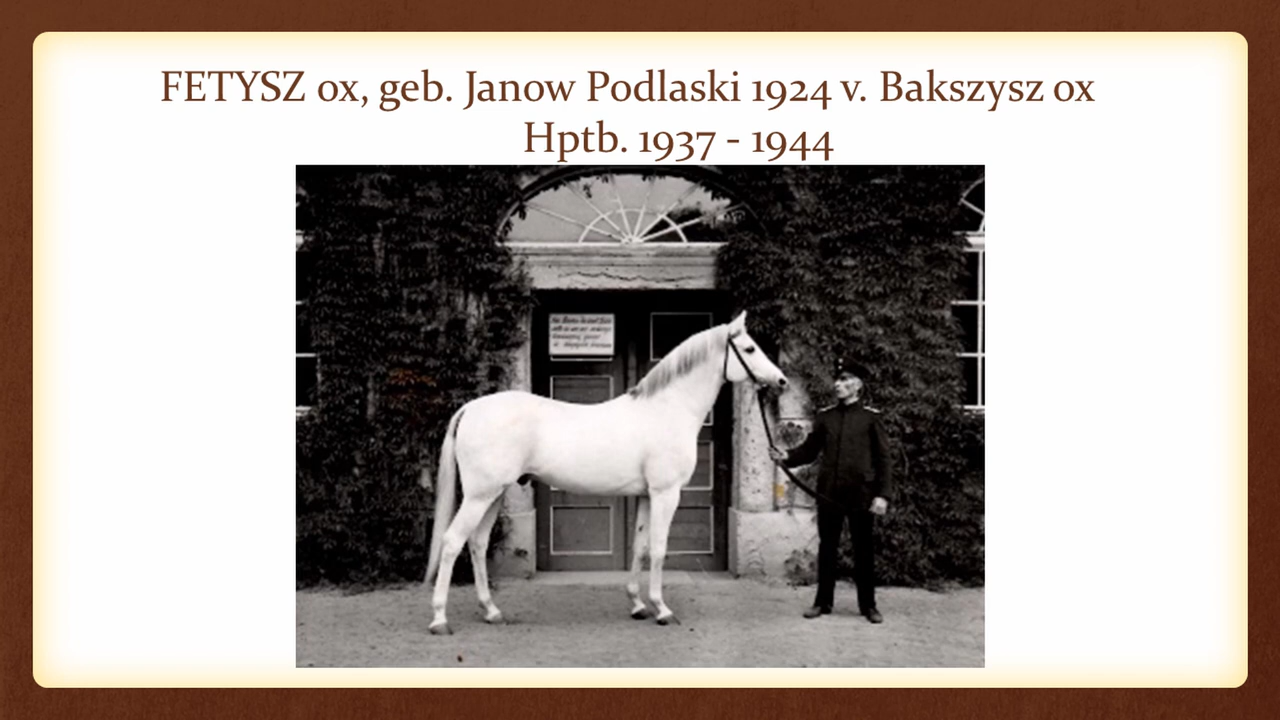 FETYSZ ox, geb. Janow Podlaski 1924 v. Bakszysz ox
Hptb. 1937 - 1944